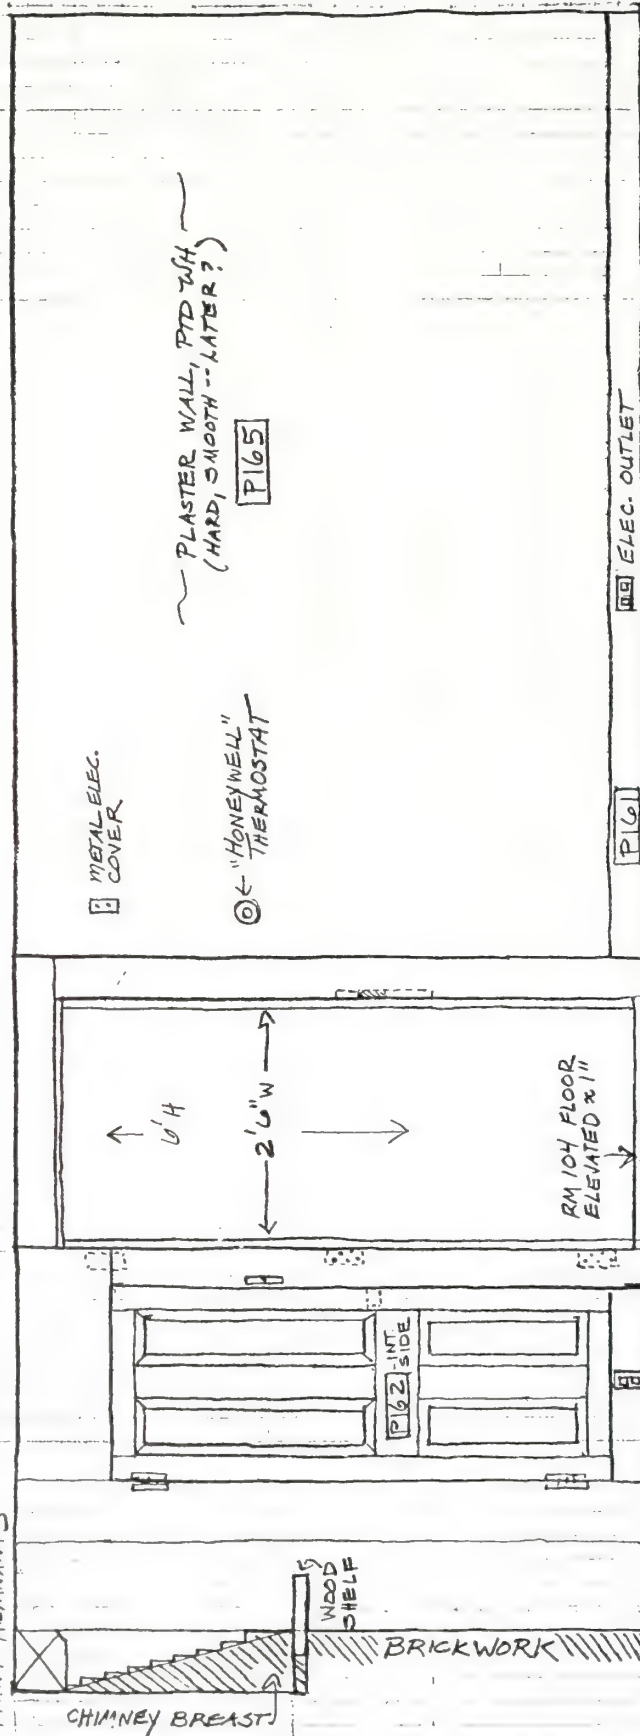 ~ PLASTER WALL, PTD WH ~
(HARD, SMOOTH -- LATER?)
P165
METAL ELEC.
COVER
"HONEYWELL"
THERMOSTAT
ELEC. OUTLET
P161
6'H
2'6"W
RM 104 FLOOR
ELEVATED ≈ 1"
P162 -INT.
SIDE
WOOD
SHELF
BRICKWORK
CHIMNEY BREAST